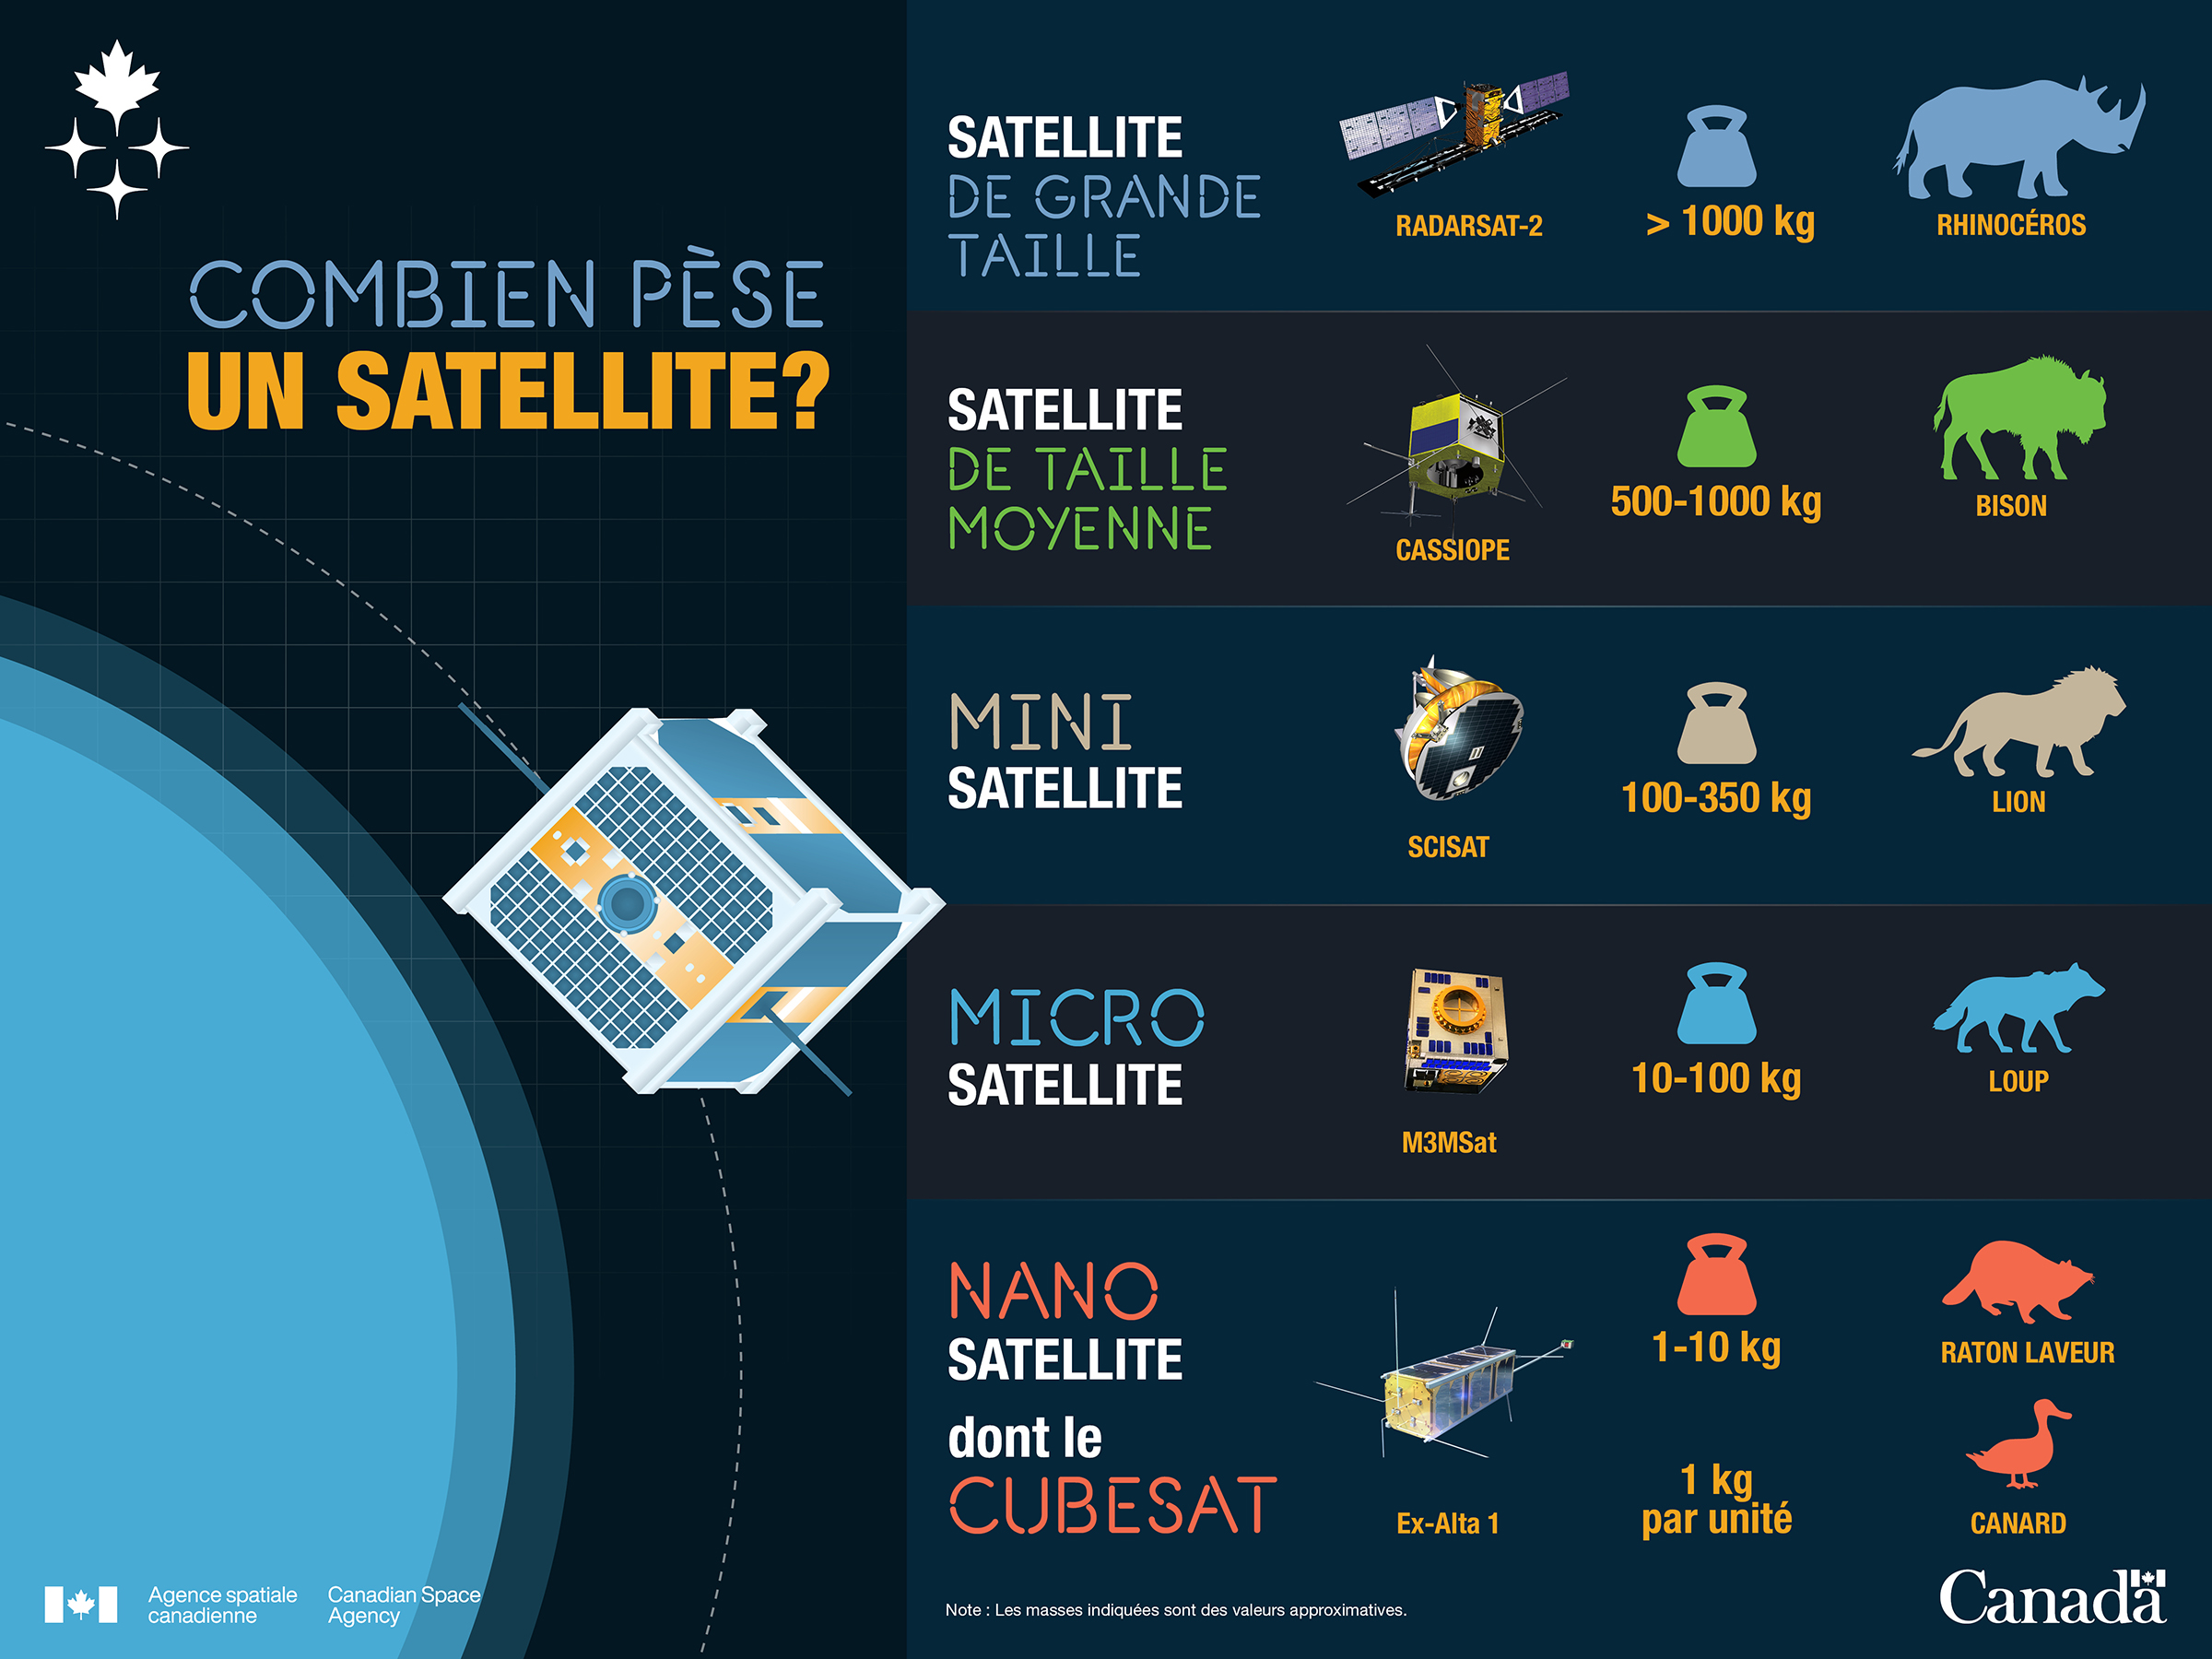 COMBIEN PÈSE
UN SATELLITE?
SATELLITE
DE GRANDE
TAILLE
RADARSAT-2
> 1000 kg
RHINOCÉROS
SATELLITE
DE TAILLE
MOYENNE
CASSIOPE
500-1000 kg
BISON
MINI
SATELLITE
SCISAT
100-350 kg
LION
MICRO
SATELLITE
M3MSat
10-100 kg
LOUP
NANO
SATELLITE
dont le
CUBESAT
Ex-Alta 1
1-10 kg
RATON LAVEUR
1 kg
par unité
CANARD
Note : Les masses indiquées sont des valeurs approximatives.
Agence spatiale
canadienne
Canadian Space
Agency
Canada